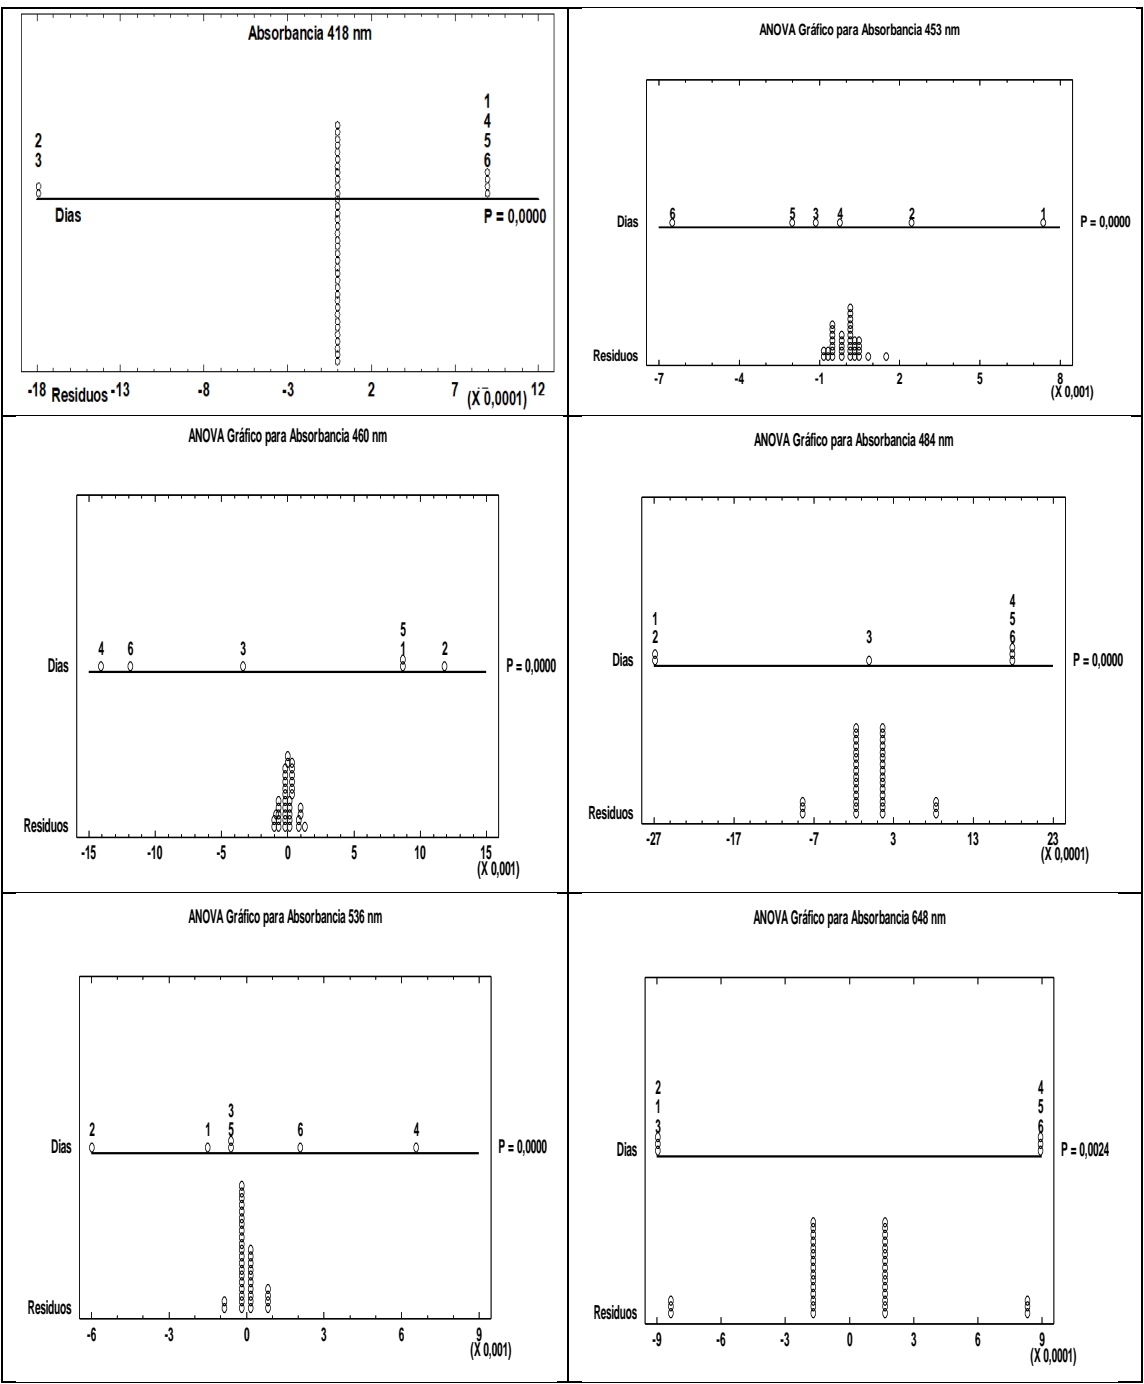 Absorbancia 418 nm
1
4
2 5
3 6
Dias P = 0,0000
-18 Residuos -13 -8 -3 2 7 (X 0,0001) 12
ANOVA Gráfico para Absorbancia 453 nm
Dias 6 5 3 4 2 1 P = 0,0000
Residuos
-7 -4 -1 2 5 8
(X 0,001)
ANOVA Gráfico para Absorbancia 460 nm
5
4 6 3 1 2
Dias P = 0,0000
Residuos
-15 -10 -5 0 5 10 15
(X 0,001)
ANOVA Gráfico para Absorbancia 484 nm
4
1 5
2 3 6
Dias P = 0,0000
Residuos
-27 -17 -7 3 13 23
(X 0,0001)
ANOVA Gráfico para Absorbancia 536 nm
3
2 1 5 6 4
Dias P = 0,0000
Residuos
-6 -3 0 3 6 9
(X 0,001)
ANOVA Gráfico para Absorbancia 648 nm
2 4
1 5
3 6
Dias P = 0,0024
Residuos
-9 -6 -3 0 3 6 9
(X 0,0001)